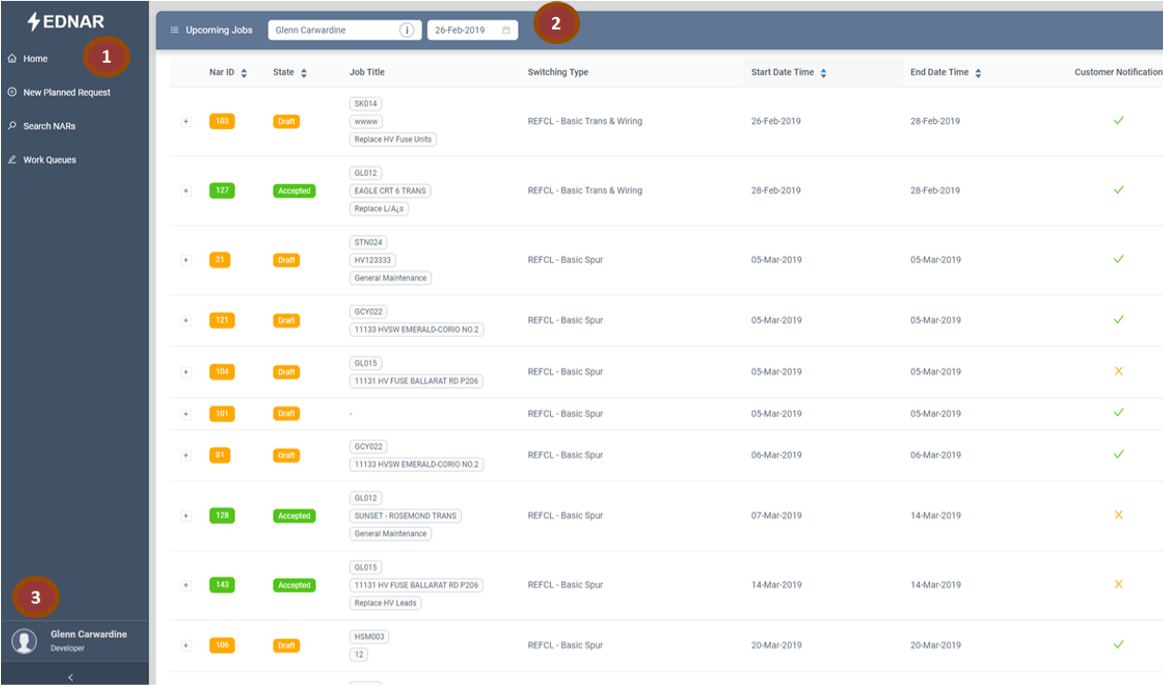 EDNAR
1
Home
New Planned Request
Search NARs
Work Queues
3
Glenn Carwardine
Developer
Upcoming Jobs Glenn Carwardine 26-Feb-2019 2
Nar ID State Job Title Switching Type Start Date Time End Date Time Customer Notification
SK014
103 Draft wwww REFCL - Basic Trans & Wiring 26-Feb-2019 28-Feb-2019
Replace HV Fuse Units
GL012
127 Accepted EAGLE CRT 6 TRANS REFCL - Basic Trans & Wiring 28-Feb-2019 28-Feb-2019
Replace L/A¿s
STN024
21 Draft HV123333 REFCL - Basic Spur 05-Mar-2019 05-Mar-2019
General Maintenance
GCY022
121 Draft REFCL - Basic Spur 05-Mar-2019 05-Mar-2019
11133 HVSW EMERALD-CORIO NO.2
GL015
104 Draft REFCL - Basic Spur 05-Mar-2019 05-Mar-2019
11131 HV FUSE BALLARAT RD P206
101 Draft - REFCL - Basic Spur 05-Mar-2019 05-Mar-2019
GCY022
81 Draft REFCL - Basic Spur 06-Mar-2019 06-Mar-2019
11133 HVSW EMERALD-CORIO NO.2
GL012
128 Accepted SUNSET - ROSEMOND TRANS REFCL - Basic Spur 07-Mar-2019 14-Mar-2019
General Maintenance
GL015
143 Accepted 11131 HV FUSE BALLARAT RD P206 REFCL - Basic Spur 14-Mar-2019 14-Mar-2019
Replace HV Leads
HSM003
106 Draft REFCL - Basic Spur 20-Mar-2019 20-Mar-2019
12